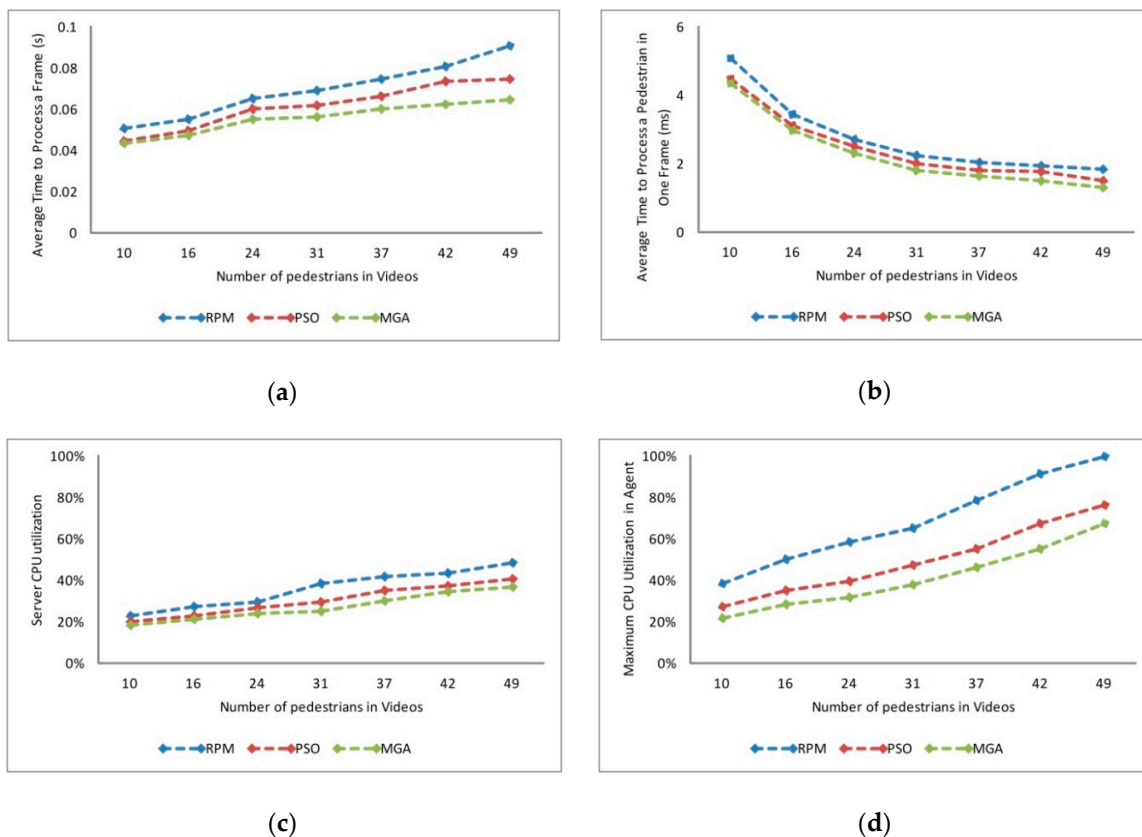 Average Time to Process a Frame (s)
0.1
0.08
0.06
0.04
0.02
0
10 16 24 31 37 42 49
Number of pedestrians in Videos
RPM PSO MGA
(a)
Average Time to Process a Pedestrian in
One Frame (ms)
6
4
2
0
10 16 24 31 37 42 49
Number of pedestrians in Videos
RPM PSO MGA
(b)
Server CPU utilization
100%
80%
60%
40%
20%
0%
10 16 24 31 37 42 49
Number of pedestrians in Videos
RPM PSO MGA
(c)
Maximum CPU Utilization in Agent
100%
80%
60%
40%
20%
0%
10 16 24 31 37 42 49
Number of pedestrians in Videos
RPM PSO MGA
(d)